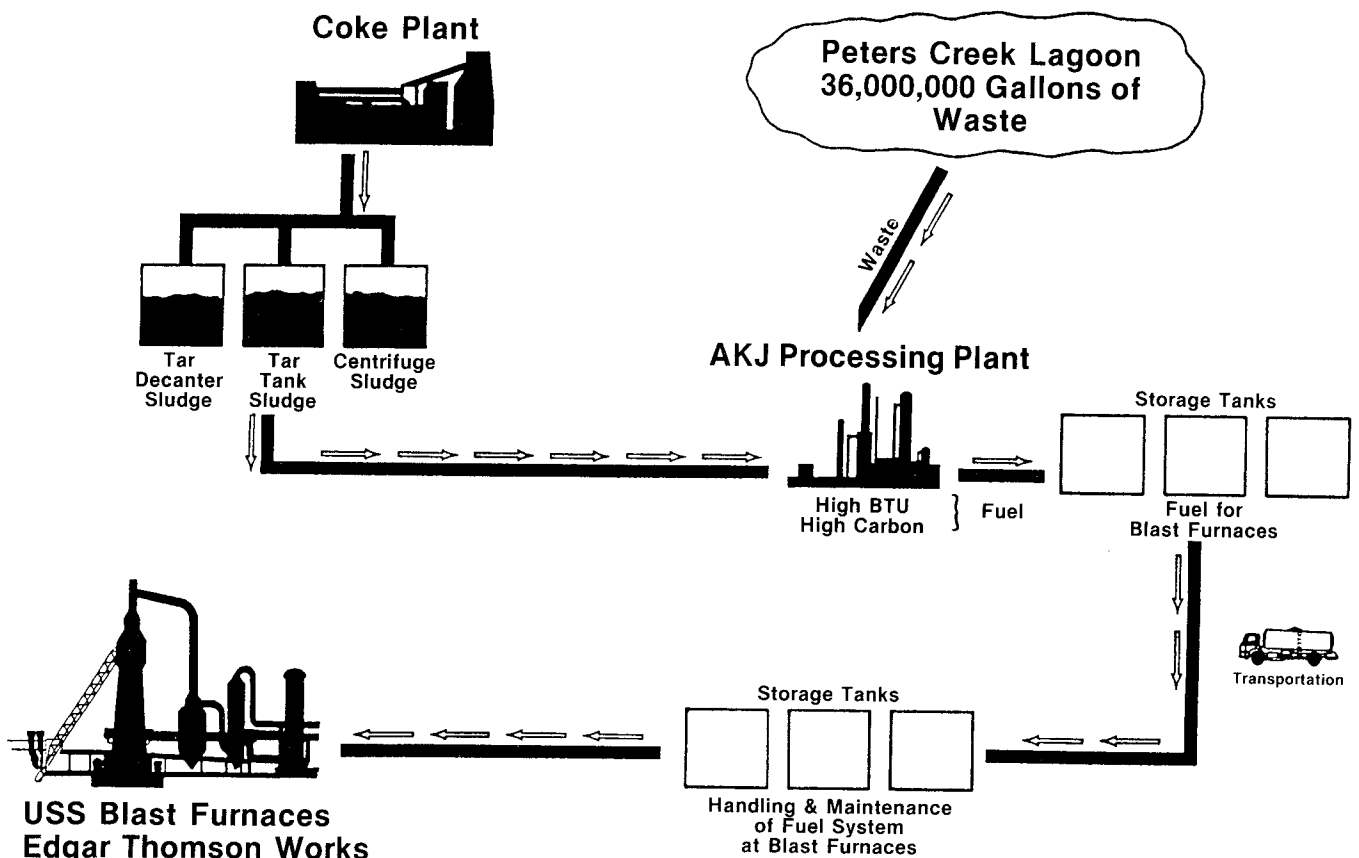 Coke Plant
Peters Creek Lagoon
36,000,000 Gallons of
Waste
Waste
Tar
Decanter
Sludge
Tar
Tank
Sludge
Centrifuge
Sludge
AKJ Processing Plant
High BTU
High Carbon
} Fuel
Storage Tanks
Fuel for
Blast Furnaces
Transportation
Storage Tanks
Handling & Maintenance
of Fuel System
at Blast Furnaces
USS Blast Furnaces
Edgar Thomson Works